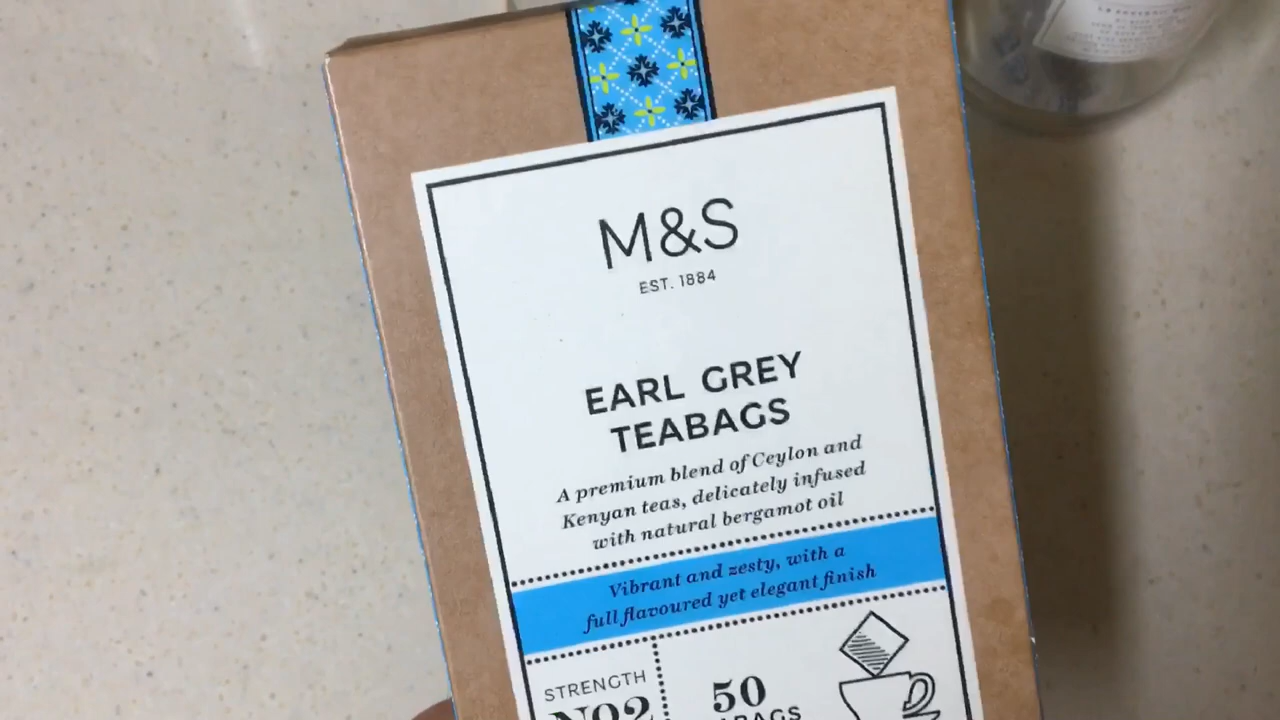 M&S
EST. 1884
EARL GREY
TEABAGS
A premium blend of Ceylon and
Kenyan teas, delicately infused
with natural bergamot oil
Vibrant and zesty, with a
full flavoured yet elegant finish
STRENGTH
NO2
50